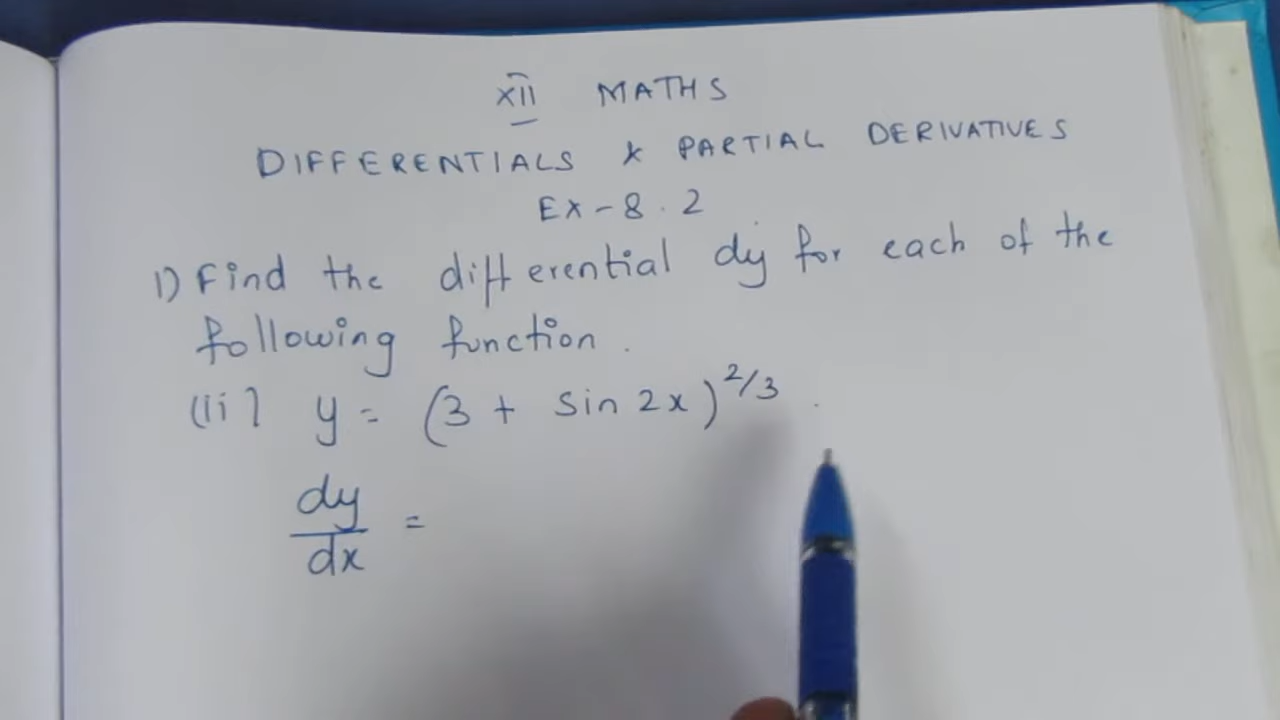 XII MATHS
DIFFERENTIALS & PARTIAL DERIVATIVES
EX-8.2
1) Find the differential dy for each of the
following function.
(ii) y = (3 + sin 2x)^2/3.
dy/dx =